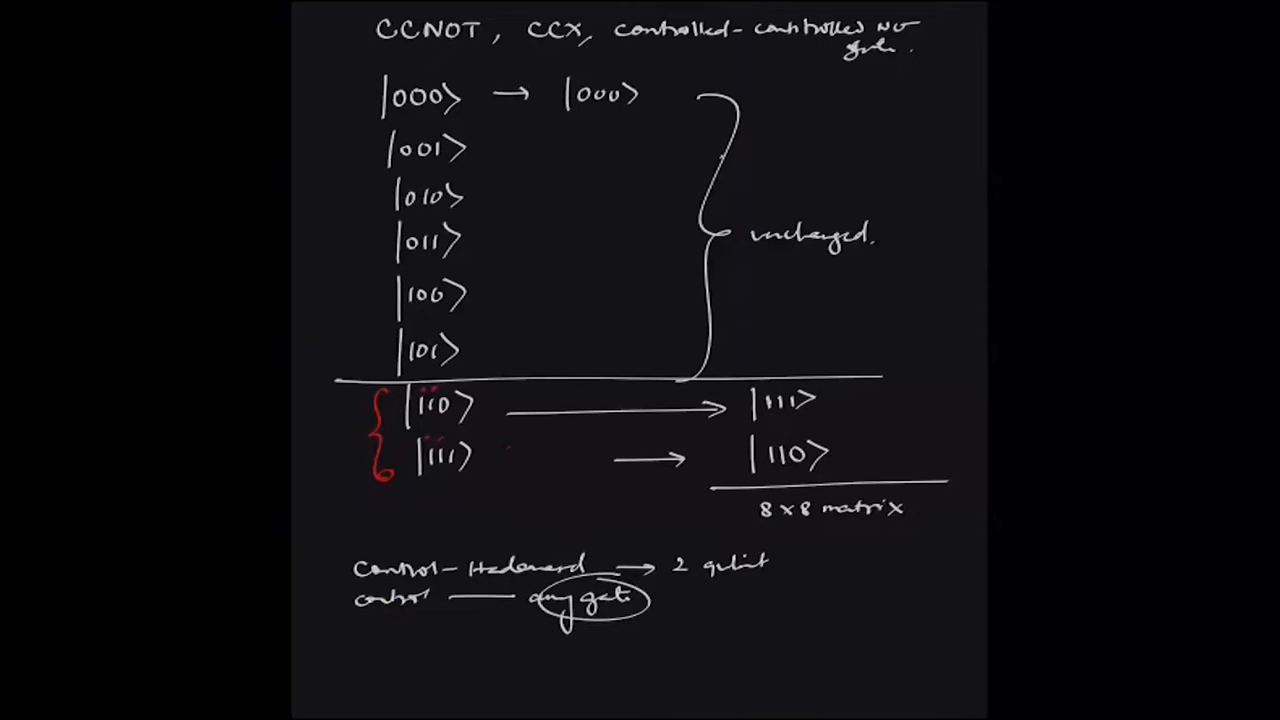 CCNOT, CCX, controlled-controlled NOT gate.
|000> → |000>
|001>
|010>
|011>
unchanged.
|100>
|101>
|110> → |111>
|111> → |110>
8 x 8 matrix
Control - Hadamard → 2 qubit
control — any gate